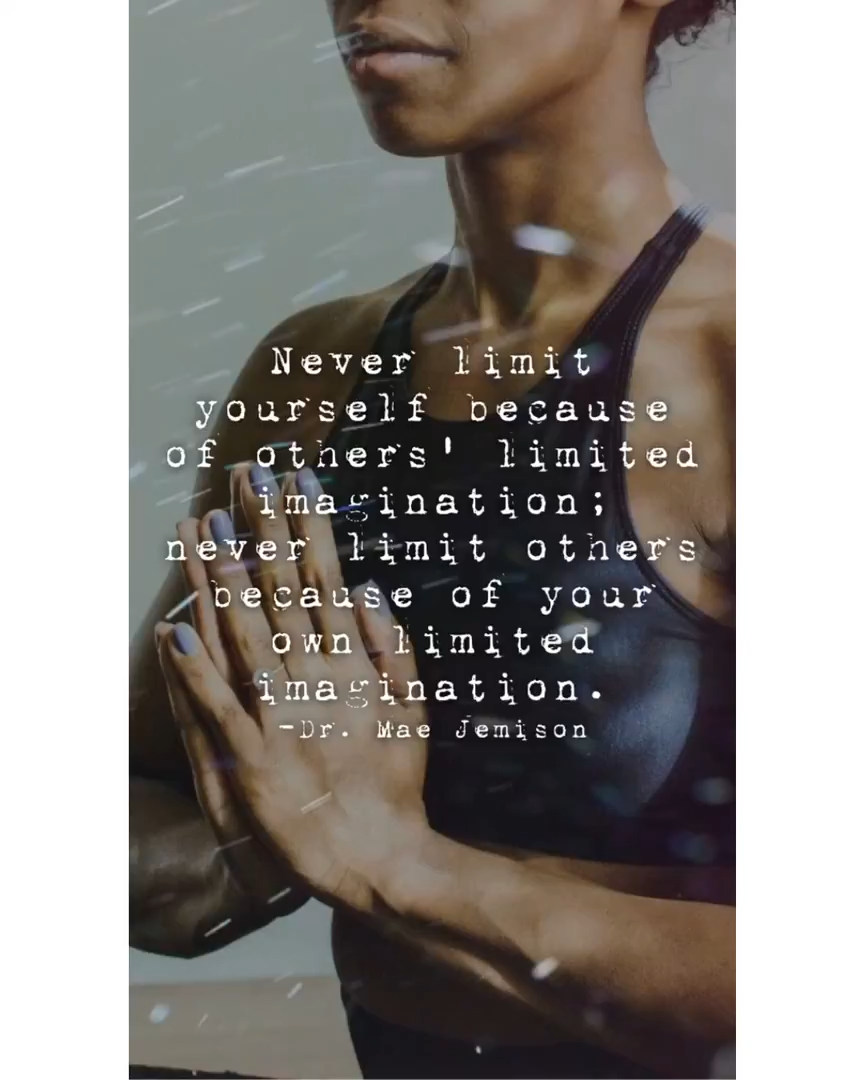 Never limit
yourself because
of others' limited
imagination;
never limit others
because of your
own limited
imagination.
-Dr. Mae Jemison